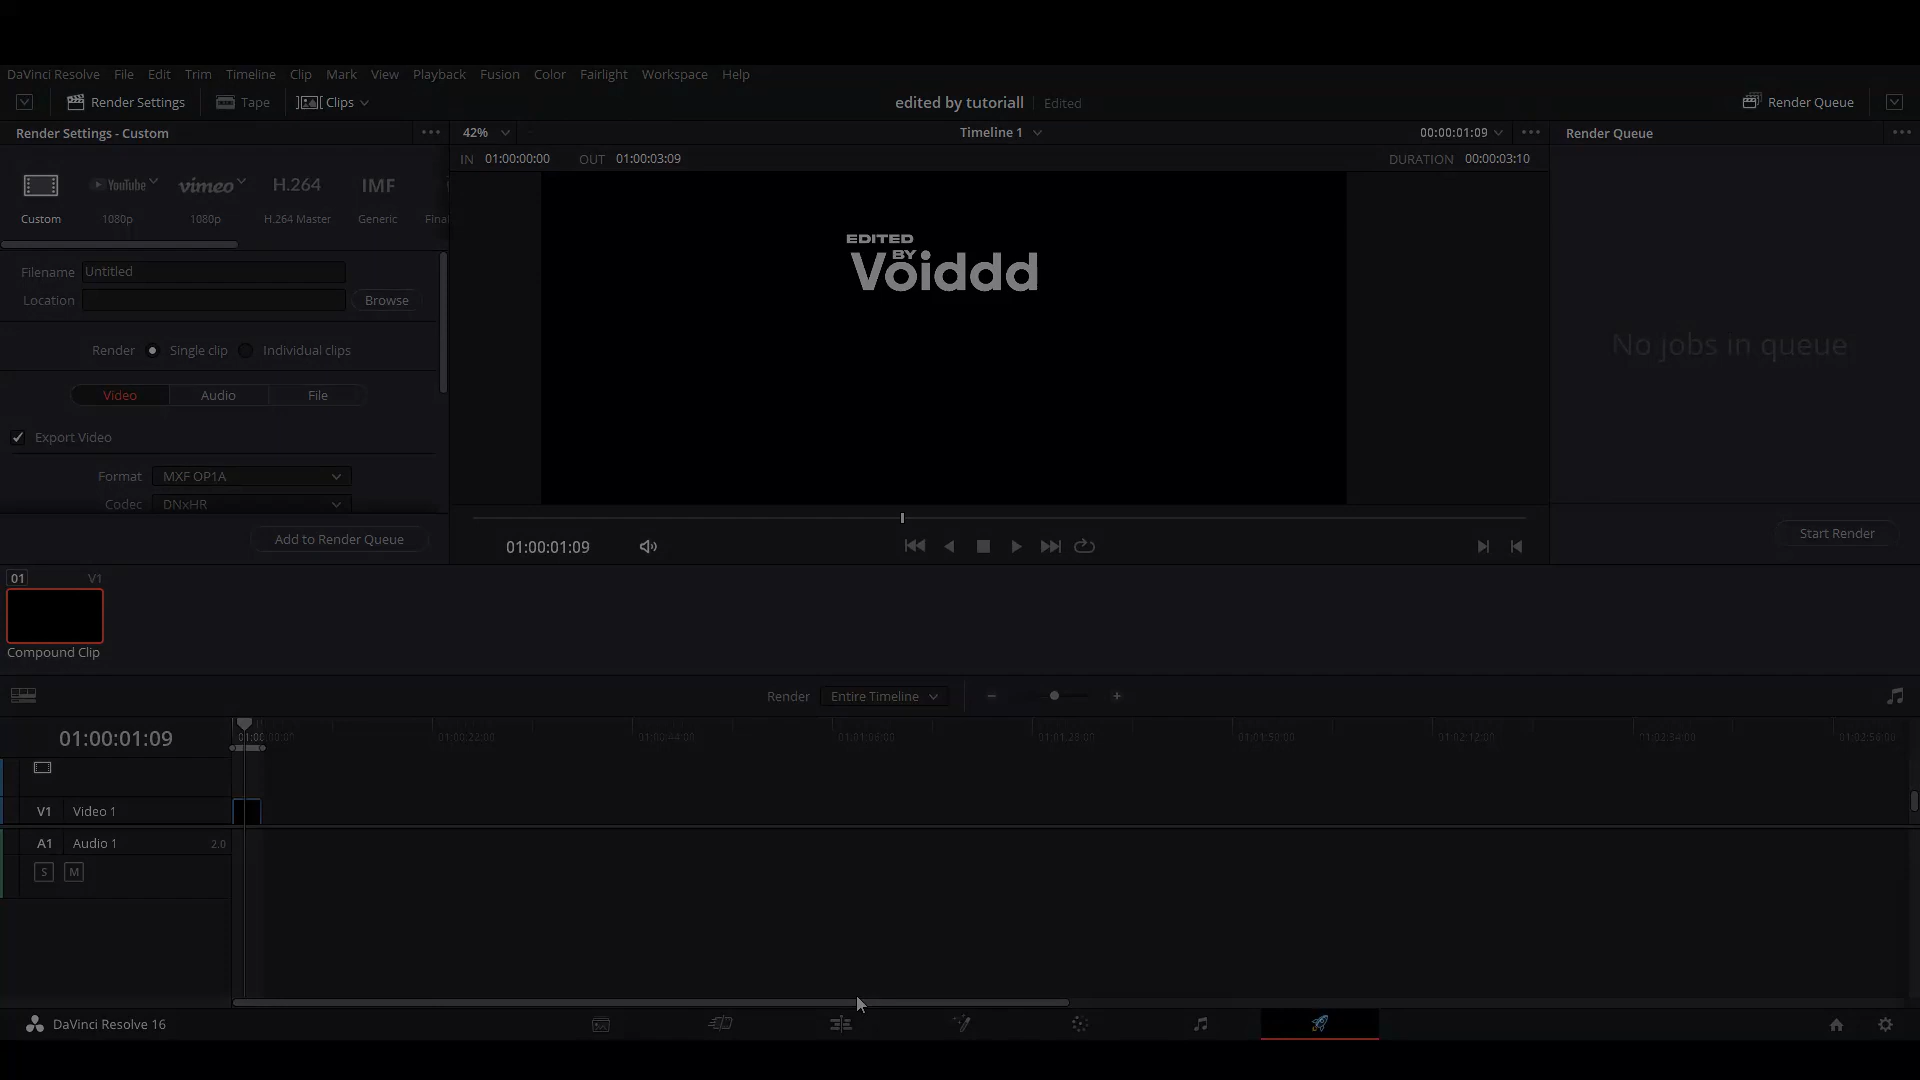 DaVinci Resolve File Edit Trim Timeline Clip Mark View Playback Fusion Color Fairlight Workspace Help
Render Settings Tape Clips edited by tutoriall Edited Render Queue
Render Settings - Custom 42% Timeline 1 00:00:01:09 Render Queue
IN 01:00:00:00 OUT 01:00:03:09 DURATION 00:00:03:10
YouTube vimeo H.264 IMF
Custom 1080p 1080p H.264 Master Generic Final
EDITED
BY
Voiddd
Filename Untitled
Location Browse
Render Single clip Individual clips
No jobs in queue
Video Audio File
Export Video
Format MXF OP1A
Codec DNxHR
Add to Render Queue
01:00:01:09
Start Render
01 V1
Compound Clip
Render Entire Timeline
01:00:01:09
01:00:00:00 01:00:22:00 01:00:44:00 01:01:06:00 01:01:28:00 01:01:50:00 01:02:12:00 01:02:34:00 01:02:56:00
V1 Video 1
A1 Audio 1 2.0
S M
DaVinci Resolve 16